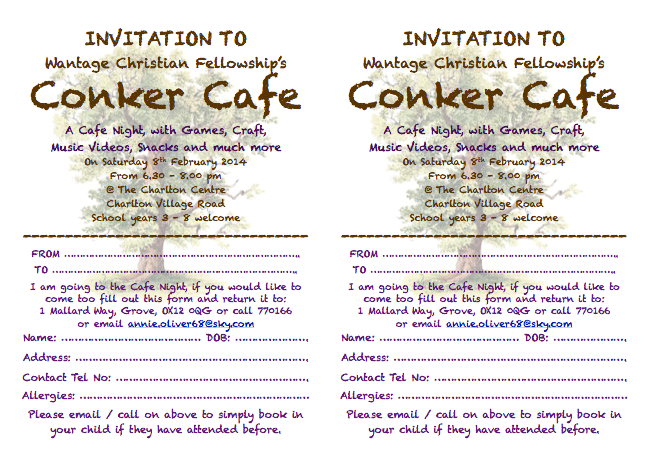 INVITATION TO
Wantage Christian Fellowship's
Conker Cafe
A Cafe Night, with Games, Craft,
Music Videos, Snacks and much more
On Saturday 8th February 2014
From 6.30 - 8.00 pm
@ The Charlton Centre
Charlton Village Road
School years 3 - 8 welcome
FROM ……………………………………………………..
TO ………………………………………………………..
I am going to the Cafe Night, if you would like to
come too fill out this form and return it to:
1 Mallard Way, Grove, OX12 0QG or call 770166
or email annie.oliver68@sky.com
Name: ………………………………. DOB: ……………….
Address: …………………………………………………….
Contact Tel No: …………………………………………….
Allergies: …………………………………………………….
Please email / call on above to simply book in
your child if they have attended before.
INVITATION TO
Wantage Christian Fellowship's
Conker Cafe
A Cafe Night, with Games, Craft,
Music Videos, Snacks and much more
On Saturday 8th February 2014
From 6.30 - 8.00 pm
@ The Charlton Centre
Charlton Village Road
School years 3 - 8 welcome
FROM ……………………………………………………..
TO ………………………………………………………..
I am going to the Cafe Night, if you would like to
come too fill out this form and return it to:
1 Mallard Way, Grove, OX12 0QG or call 770166
or email annie.oliver68@sky.com
Name: ………………………………. DOB: ……………….
Address: …………………………………………………….
Contact Tel No: …………………………………………….
Allergies: …………………………………………………….
Please email / call on above to simply book in
your child if they have attended before.